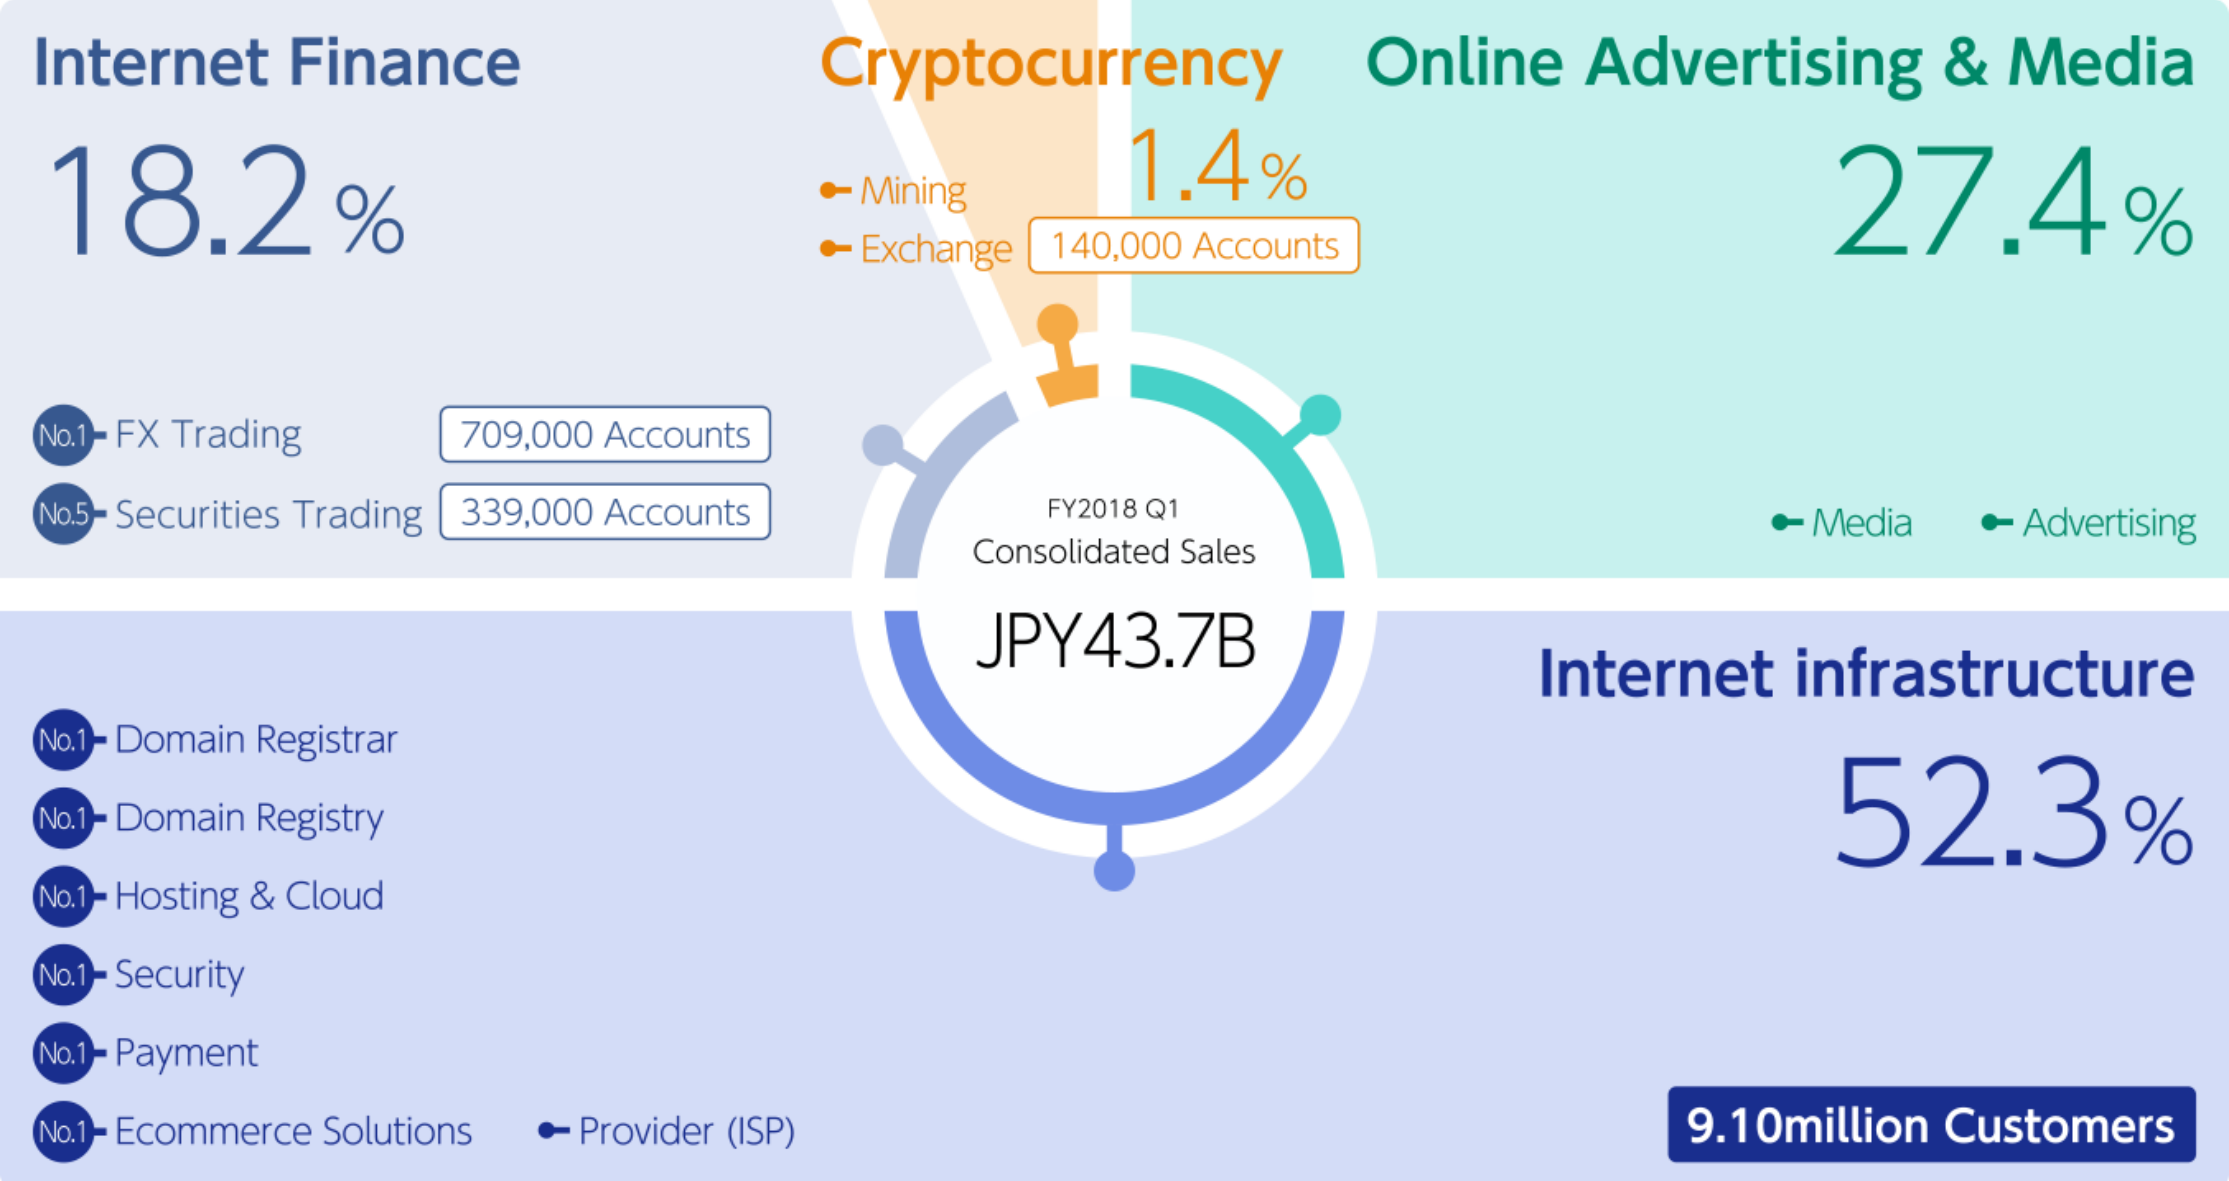 Internet Finance
18.2%
No.1 FX Trading 709,000 Accounts
No.5 Securities Trading 339,000 Accounts
Cryptocurrency
1.4%
Mining
Exchange 140,000 Accounts
Online Advertising & Media
27.4%
Media Advertising
FY2018 Q1
Consolidated Sales
JPY43.7B
Internet infrastructure
52.3%
No.1 Domain Registrar
No.1 Domain Registry
No.1 Hosting & Cloud
No.1 Security
No.1 Payment
No.1 Ecommerce Solutions Provider (ISP)
9.10million Customers